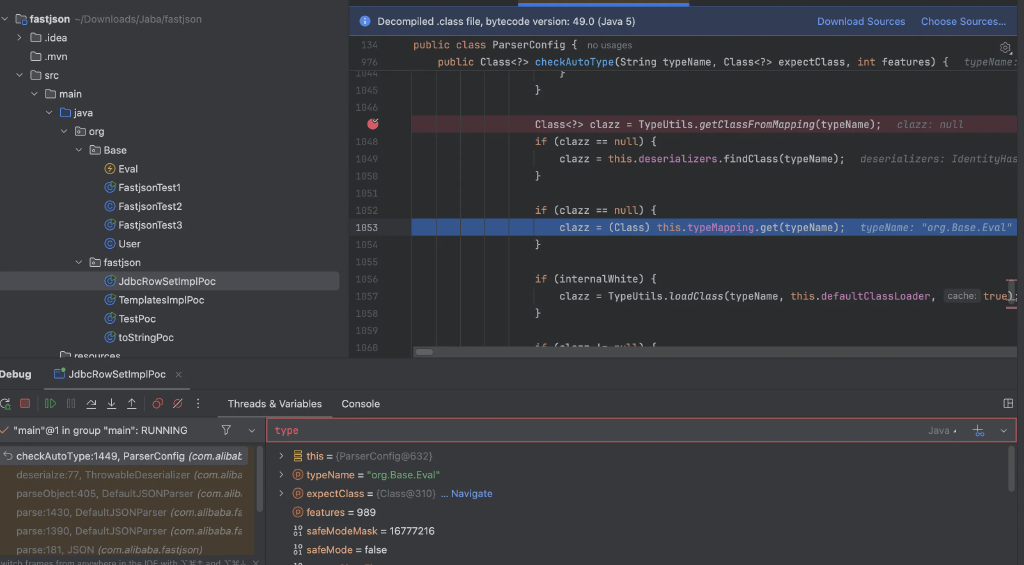 fastjson ~/Downloads/Jaba/fastjson
.idea
.mvn
src
main
java
org
Base
Eval
FastjsonTest1
FastjsonTest2
FastjsonTest3
User
fastjson
JdbcRowSetImplPoc
TemplatesImplPoc
TestPoc
toStringPoc
resources
Decompiled .class file, bytecode version: 49.0 (Java 5)
Download Sources
Choose Sources...
134 public class ParserConfig { no usages
976 public Class<?> checkAutoType(String typeName, Class<?> expectClass, int features) { typeName:
1044 }
1045 }
1046
Class<?> clazz = TypeUtils.getClassFromMapping(typeName); clazz: null
1048 if (clazz == null) {
1049 clazz = this.deserializers.findClass(typeName); deserializers: IdentityHas
1050 }
1051
1052 if (clazz == null) {
1053 clazz = (Class) this.typeMapping.get(typeName); typeName: "org.Base.Eval"
1054 }
1055
1056 if (internalWhite) {
1057 clazz = TypeUtils.loadClass(typeName, this.defaultClassLoader, cache: true);
1058 }
1059
1060 if (clazz != null) {
Debug
JdbcRowSetImplPoc
Threads & Variables
Console
"main"@1 in group "main": RUNNING
checkAutoType:1449, ParserConfig (com.alibab
deserialze:77, ThrowableDeserializer (com.aliba
parseObject:405, DefaultJSONParser (com.alib
parse:1430, DefaultJSONParser (com.alibaba.fa
parse:1390, DefaultJSONParser (com.alibaba.fa
parse:181, JSON (com.alibaba.fastjson)
witch frames from anywhere in the IDE with ⌥⌘↑ and ⌥⌘↓
type
Java
this = {ParserConfig@632}
typeName = "org.Base.Eval"
expectClass = {Class@310} ... Navigate
features = 989
safeModeMask = 16777216
safeMode = false